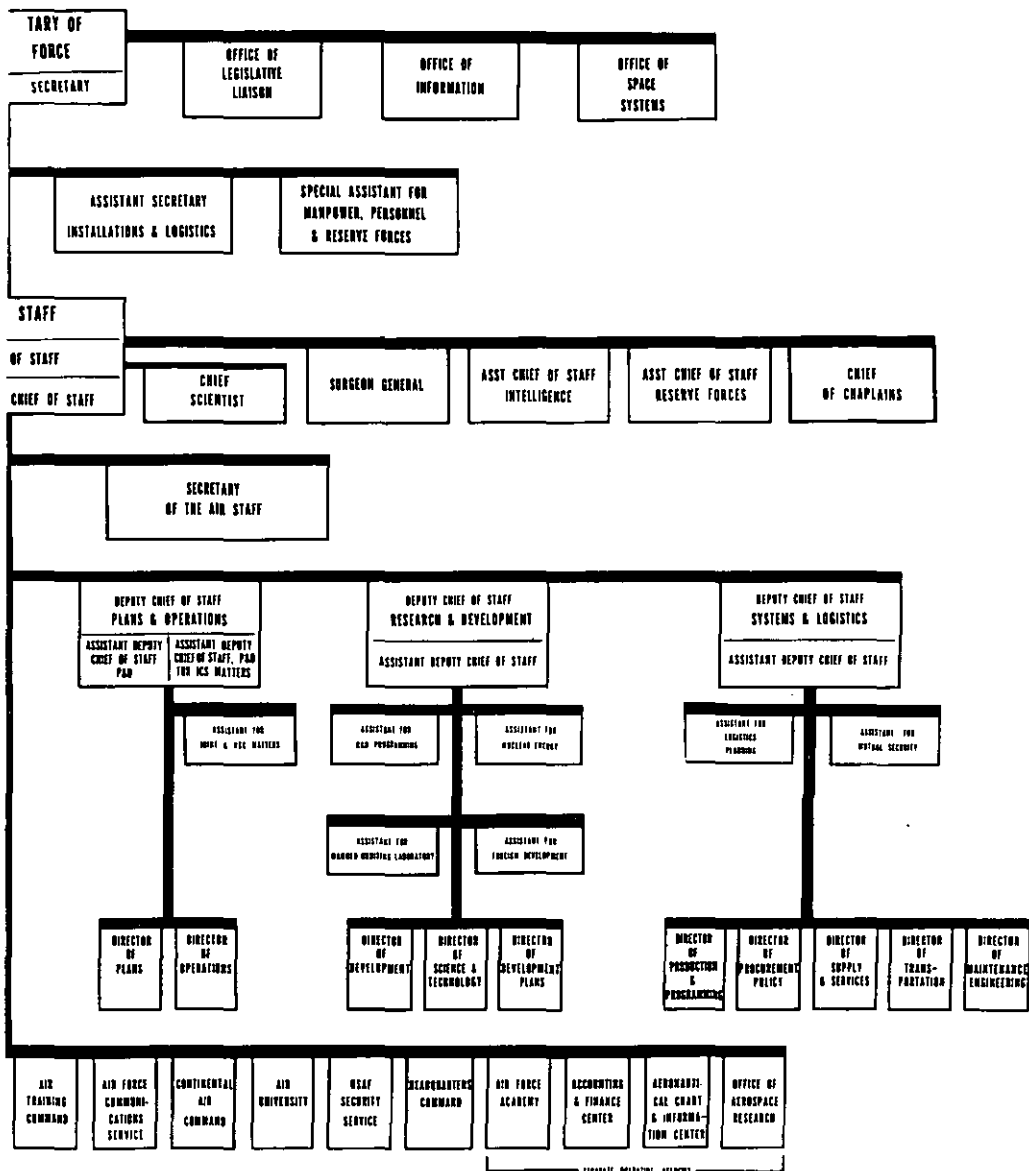 TARY OF
FORCE
SECRETARY
OFFICE OF
LEGISLATIVE
LIAISON
OFFICE OF
INFORMATION
OFFICE OF
SPACE
SYSTEMS
ASSISTANT SECRETARY
INSTALLATIONS & LOGISTICS
SPECIAL ASSISTANT FOR
MANPOWER, PERSONNEL
& RESERVE FORCES
STAFF
OF STAFF
CHIEF OF STAFF
CHIEF
SCIENTIST
SURGEON GENERAL
ASST CHIEF OF STAFF
INTELLIGENCE
ASST CHIEF OF STAFF
RESERVE FORCES
CHIEF
OF CHAPLAINS
SECRETARY
OF THE AIR STAFF
DEPUTY CHIEF OF STAFF
PLANS & OPERATIONS
ASSISTANT DEPUTY
CHIEF OF STAFF
P&O
ASSISTANT DEPUTY
CHIEF OF STAFF, P&O
FOR JCS MATTERS
DEPUTY CHIEF OF STAFF
RESEARCH & DEVELOPMENT
ASSISTANT DEPUTY CHIEF OF STAFF
DEPUTY CHIEF OF STAFF
SYSTEMS & LOGISTICS
ASSISTANT DEPUTY CHIEF OF STAFF
ASSISTANT FOR
JOINT & NSC MATTERS
ASSISTANT FOR
R&D PROGRAMMING
ASSISTANT FOR
NUCLEAR ENERGY
ASSISTANT FOR
LOGISTICS
PLANNING
ASSISTANT FOR
MUTUAL SECURITY
ASSISTANT FOR
MANNED ORBITING LABORATORY
ASSISTANT FOR
FOREIGN DEVELOPMENT
DIRECTOR
OF
PLANS
DIRECTOR
OF
OPERATIONS
DIRECTOR
OF
DEVELOPMENT
DIRECTOR
OF
SCIENCE &
TECHNOLOGY
DIRECTOR
OF
DEVELOPMENT
PLANS
DIRECTOR
OF
PRODUCTION
&
PROGRAMMING
DIRECTOR
OF
PROCUREMENT
POLICY
DIRECTOR
OF
SUPPLY
& SERVICES
DIRECTOR
OF
TRANS-
PORTATION
DIRECTOR
OF
MAINTENANCE
ENGINEERING
AIR
TRAINING
COMMAND
AIR FORCE
COMMUNI-
CATIONS
SERVICE
CONTINENTAL
AIR
COMMAND
AIR
UNIVERSITY
USAF
SECURITY
SERVICE
HEADQUARTERS
COMMAND
AIR FORCE
ACADEMY
ACCOUNTING
& FINANCE
CENTER
AERONAUTI-
CAL CHART
& INFORMA-
TION CENTER
OFFICE OF
AEROSPACE
RESEARCH
SEPARATE OPERATING